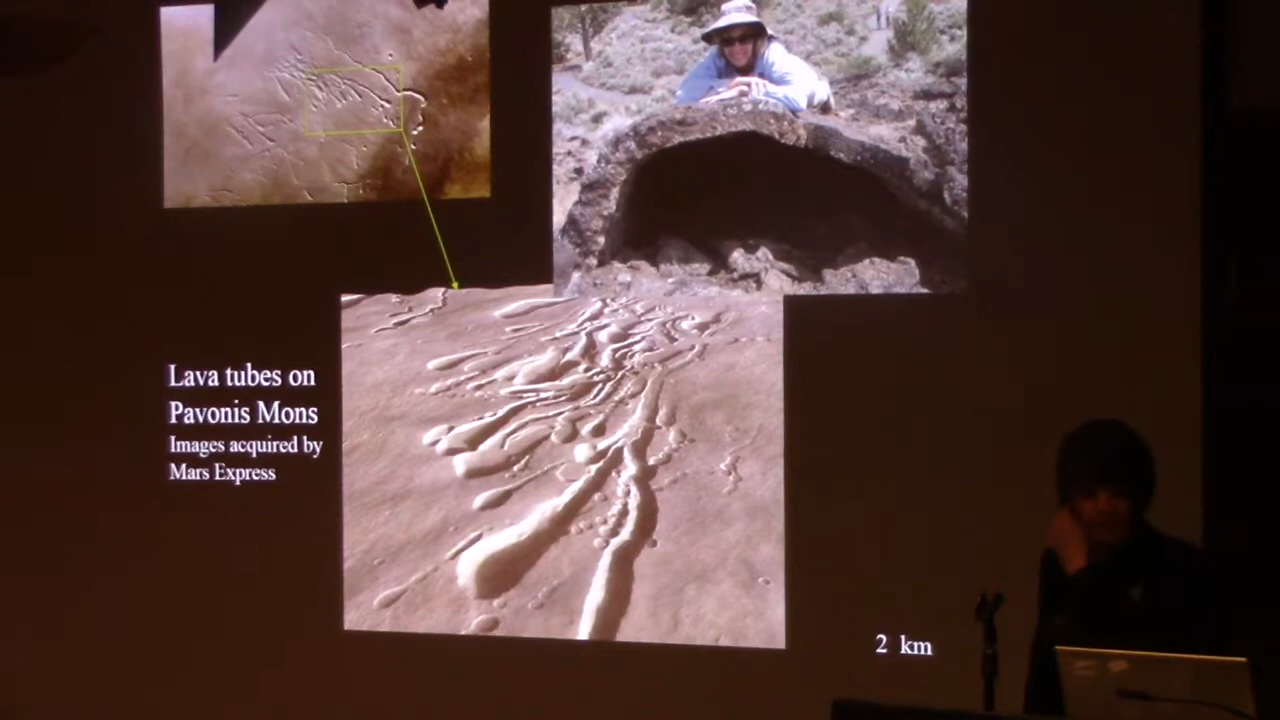 Lava tubes on
Pavonis Mons
Images acquired by
Mars Express
2 km